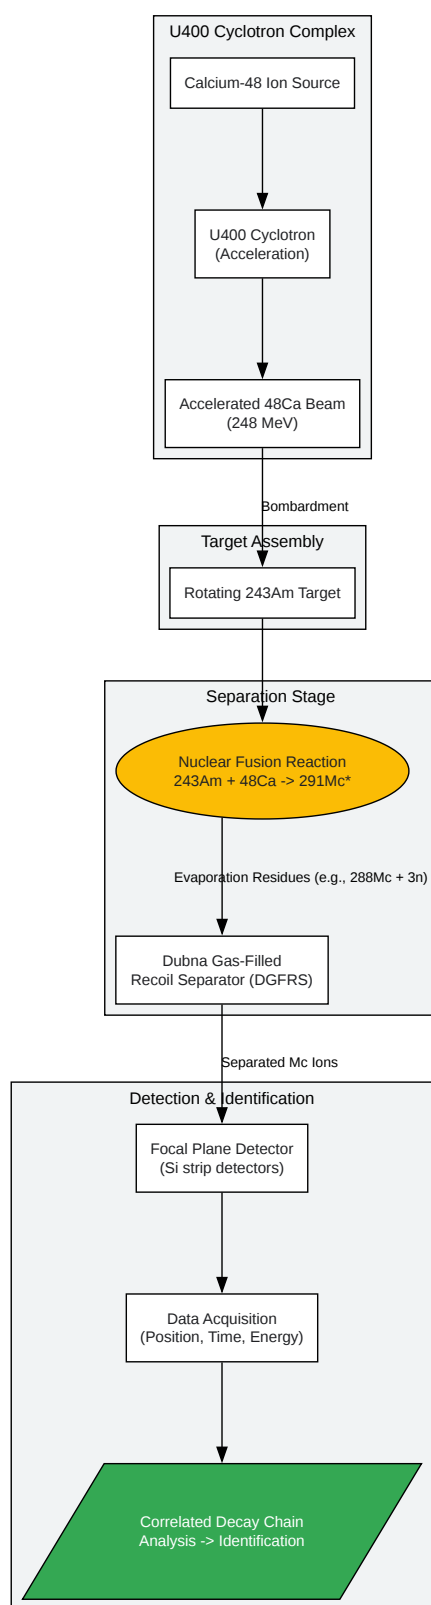 U400 Cyclotron Complex
Calcium-48 Ion Source
U400 Cyclotron
(Acceleration)
Accelerated 48Ca Beam
(248 MeV)
Bombardment
Target Assembly
Rotating 243Am Target
Separation Stage
Nuclear Fusion Reaction
243Am + 48Ca -> 291Mc*
Evaporation Residues (e.g., 288Mc + 3n)
Dubna Gas-Filled
Recoil Separator (DGFRS)
Separated Mc Ions
Detection & Identification
Focal Plane Detector
(Si strip detectors)
Data Acquisition
(Position, Time, Energy)
Correlated Decay Chain
Analysis -> Identification